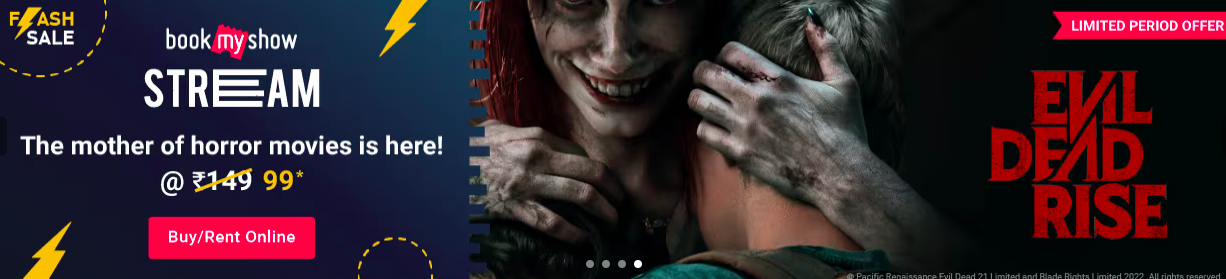 FLASH
SALE
book my show
STREAM
The mother of horror movies is here!
@ ₹149 99*
Buy/Rent Online
LIMITED PERIOD OFFER
EVIL
DEAD
RISE
© Pacific Renaissance Evil Dead 21 Limited and Blade Rights Limited 2022. All rights reserved.